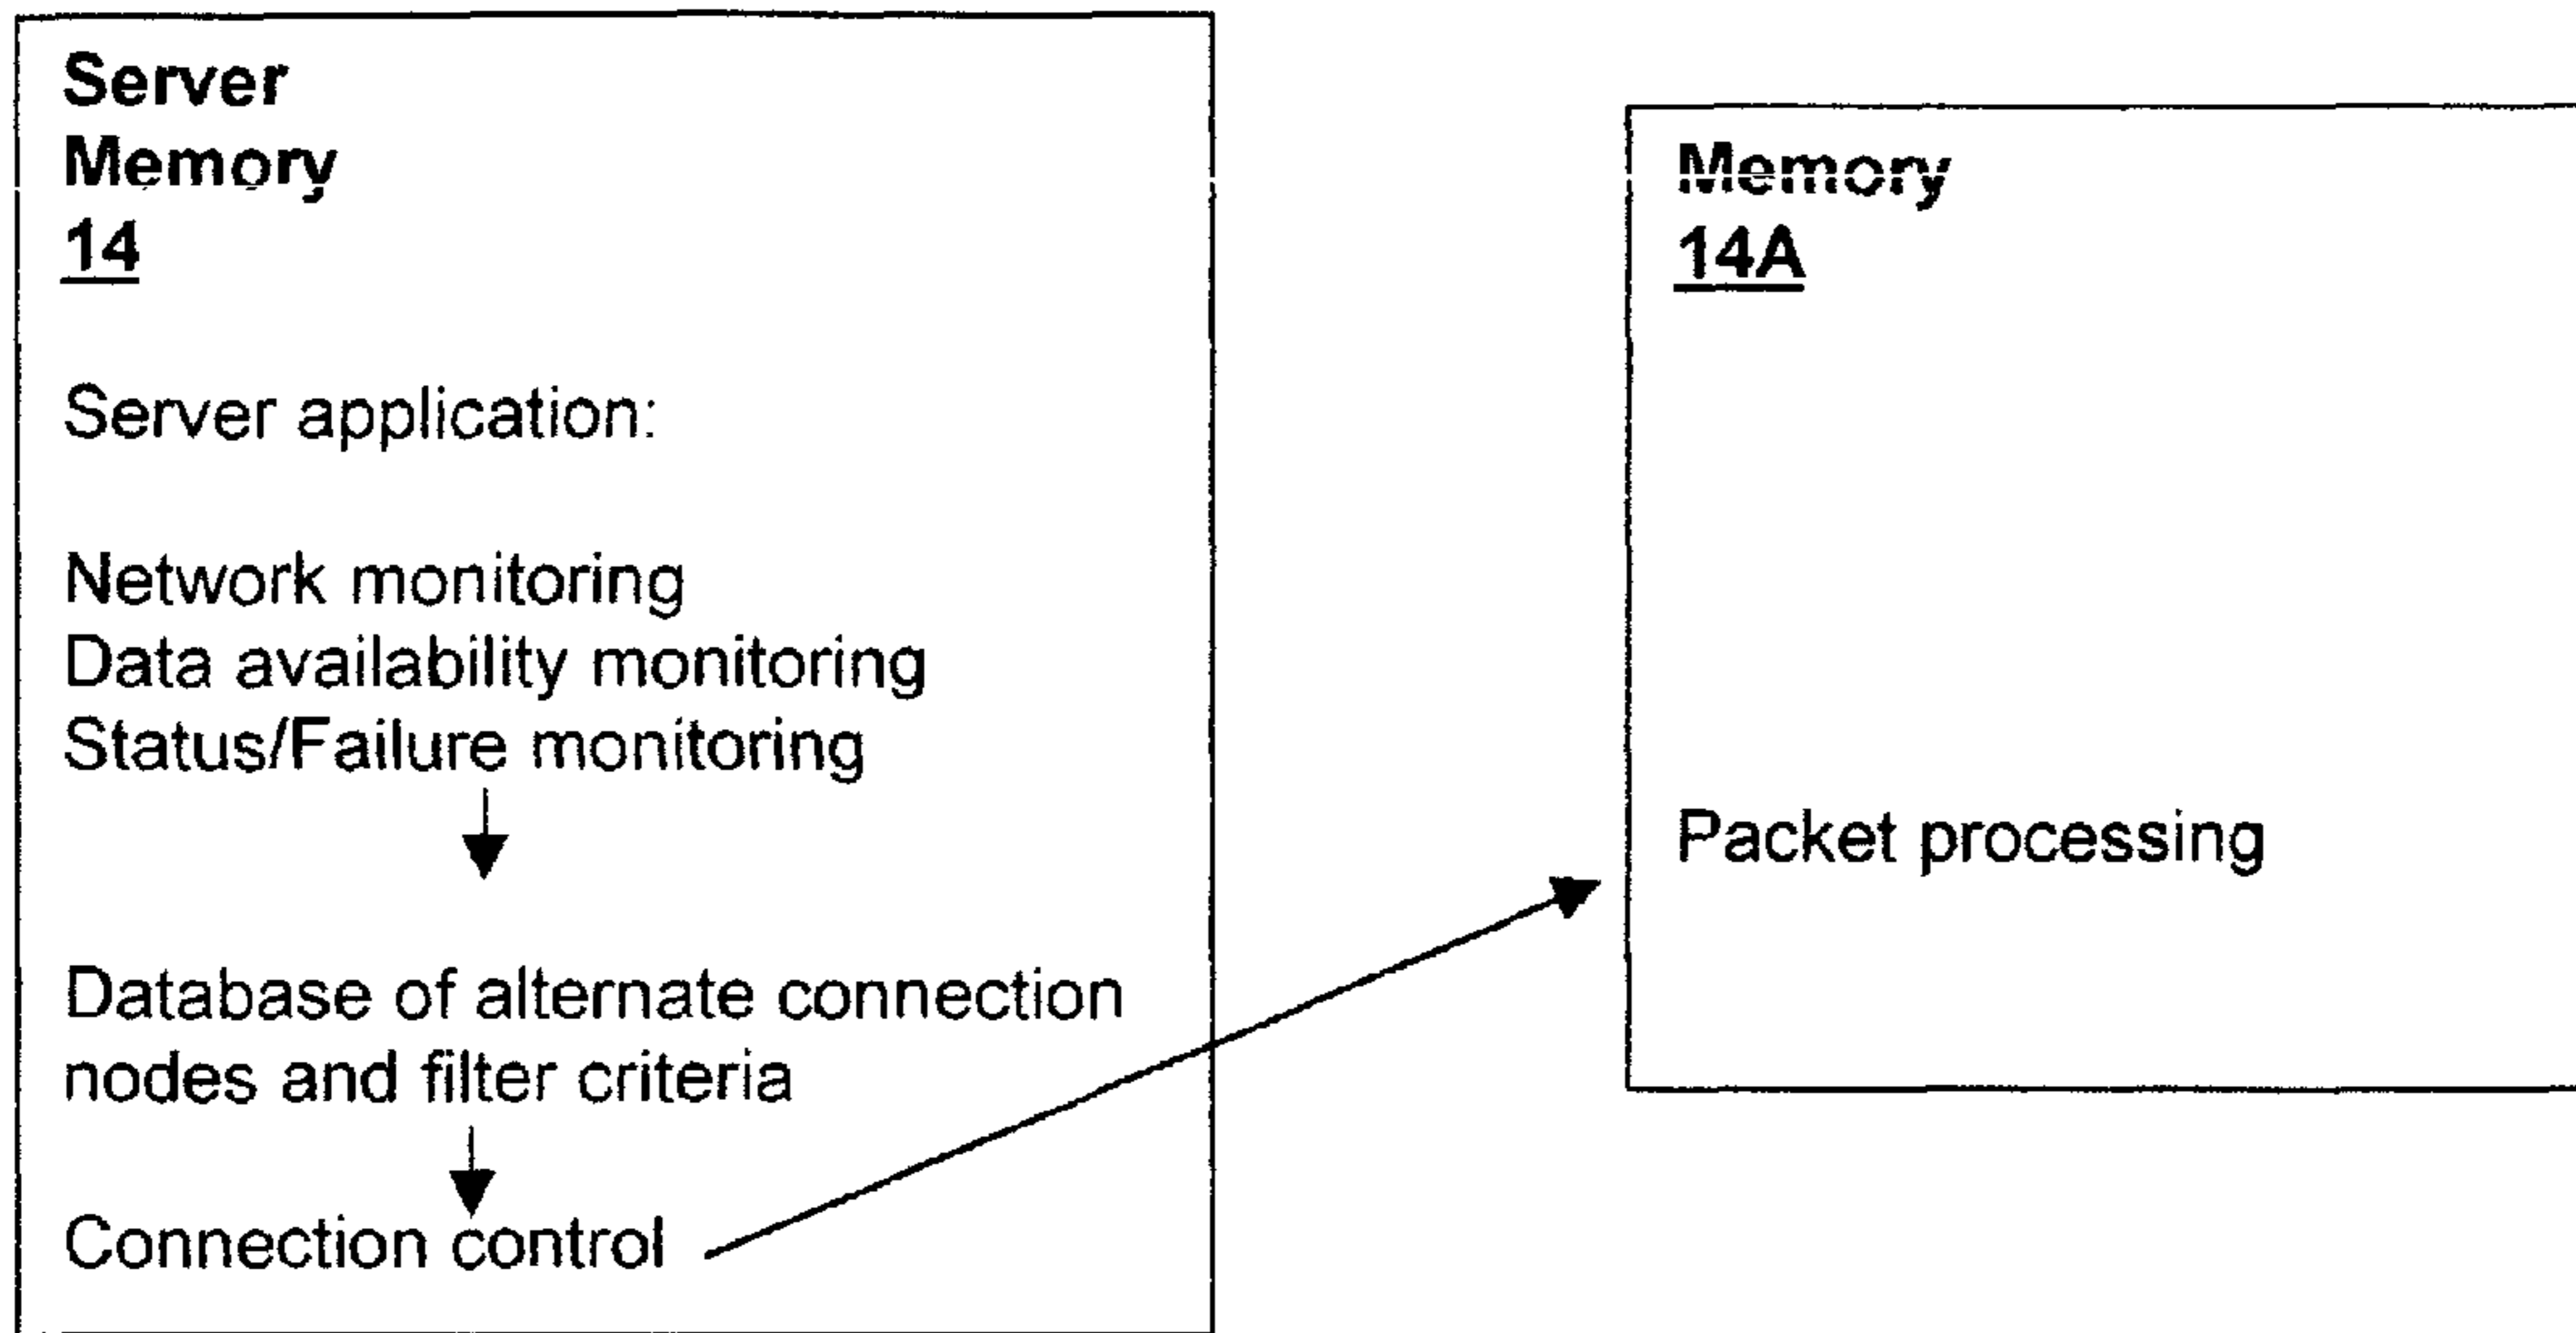 Server
Memory
14
Server application:
Network monitoring
Data availability monitoring
Status/Failure monitoring
Database of alternate connection
nodes and filter criteria
Connection control
Memory
14A
Packet processing